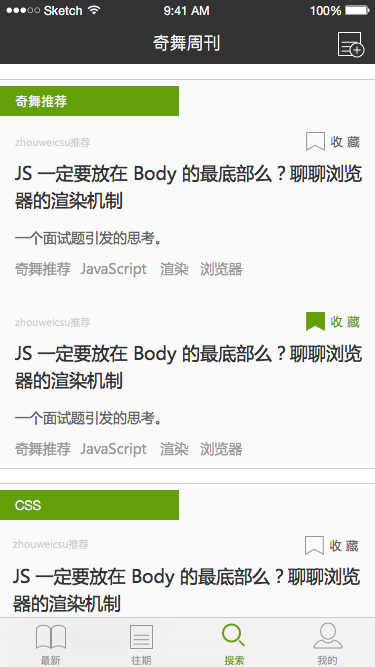 Sketch 9:41 AM 100%
奇舞周刊
奇舞推荐
zhouweicsu推荐 收 藏
JS 一定要放在 Body 的最底部么？聊聊浏览
器的渲染机制
一个面试题引发的思考。
奇舞推荐 JavaScript 渲染 浏览器
zhouweicsu推荐 收 藏
JS 一定要放在 Body 的最底部么？聊聊浏览
器的渲染机制
一个面试题引发的思考。
奇舞推荐 JavaScript 渲染 浏览器
CSS
zhouweicsu推荐 收 藏
JS 一定要放在 Body 的最底部么？聊聊浏览
器的渲染机制
最新 往期 搜索 我的